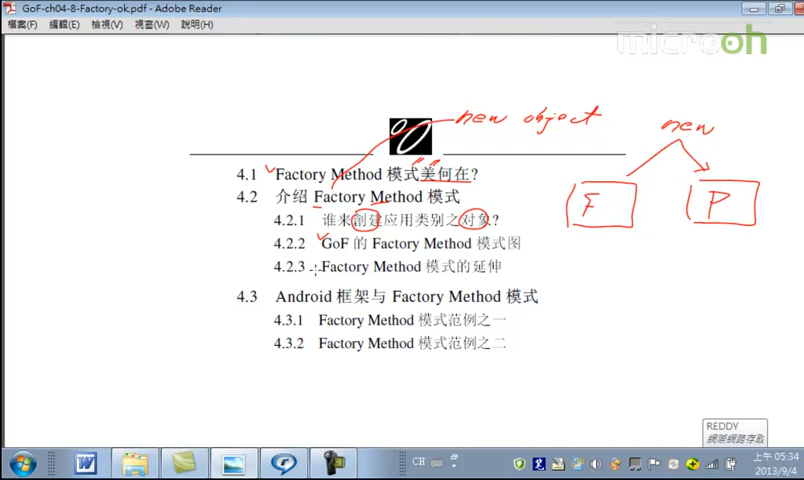 GoF-ch04-8-Factory-ok.pdf - Adobe Reader
檔案(F) 編輯(E) 檢視(V) 視窗(W) 說明(H)
microoh
new object
new
4.1 Factory Method 模式美何在?
4.2 介绍 Factory Method 模式
F P
4.2.1 谁来创建应用类别之对象?
4.2.2 GoF 的 Factory Method 模式图
4.2.3 Factory Method 模式的延伸
4.3 Android 框架与 Factory Method 模式
4.3.1 Factory Method 模式范例之一
4.3.2 Factory Method 模式范例之二
REDDY
網際網路存取
CH
上午 05:34
2013/9/4